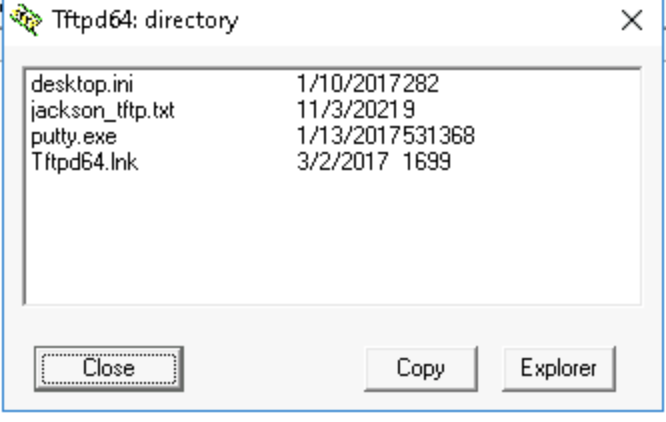 Tftpd64: directory
desktop.ini 1/10/2017282
jackson_tftp.txt 11/3/20219
putty.exe 1/13/2017531368
Tftpd64.lnk 3/2/2017 1699
Close Copy Explorer